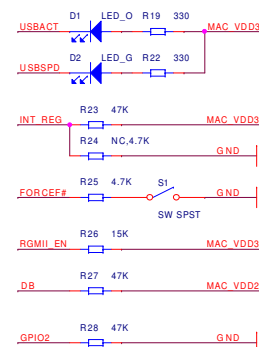 D1 LED_O R19 330
USBACT MAC_VDD3
D2 LED_G R22 330
USBSPD
R23 47K
INT_REG MAC_VDD3
R24 NC,4.7K
GND
R25 4.7K S1
FORCEF# GND
SW SPST
R26 15K
RGMII_EN MAC_VDD3
R27 47K
DB MAC_VDD2
R28 47K
GPIO2 GND